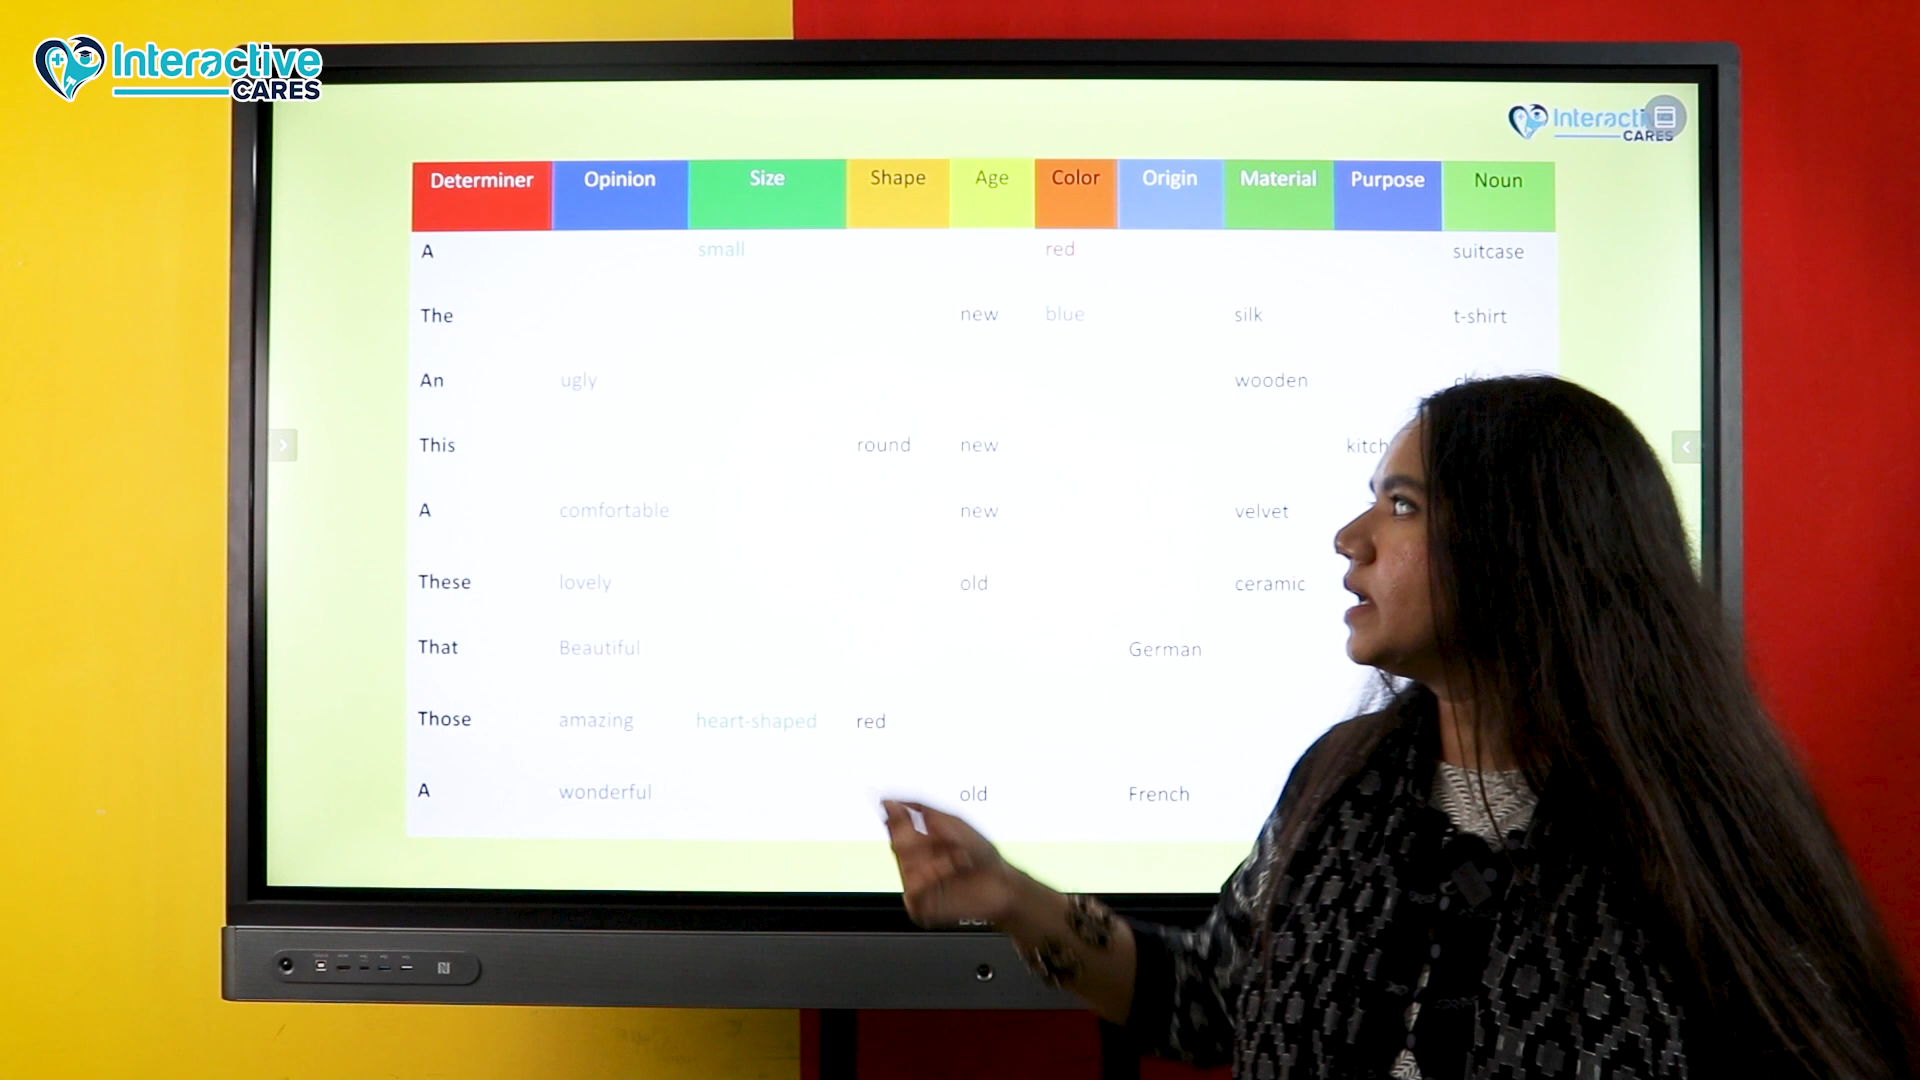 Interactive
CARES
Interacti
CARES
Determiner Opinion Size Shape Age Color Origin Material Purpose Noun
A small red suitcase
The new blue silk t-shirt
An ugly wooden
This round new
A comfortable new velvet
These lovely old ceramic
That Beautiful German
Those amazing heart-shaped red
A wonderful old French